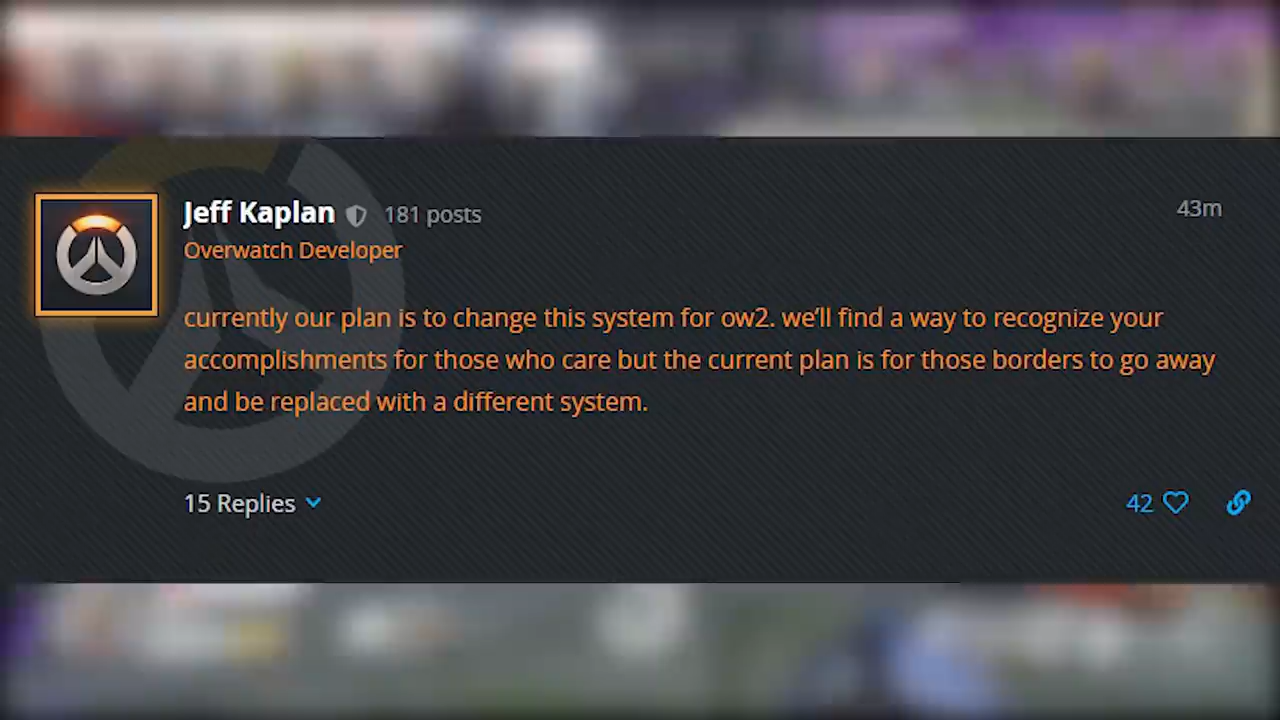 Jeff Kaplan 181 posts 43m
Overwatch Developer
currently our plan is to change this system for ow2. we’ll find a way to recognize your
accomplishments for those who care but the current plan is for those borders to go away
and be replaced with a different system.
15 Replies 42